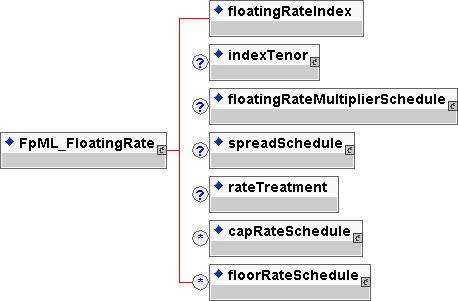 floatingRateIndex
? indexTenor
? floatingRateMultiplierSchedule
FpML_FloatingRate
? spreadSchedule
? rateTreatment
* capRateSchedule
* floorRateSchedule